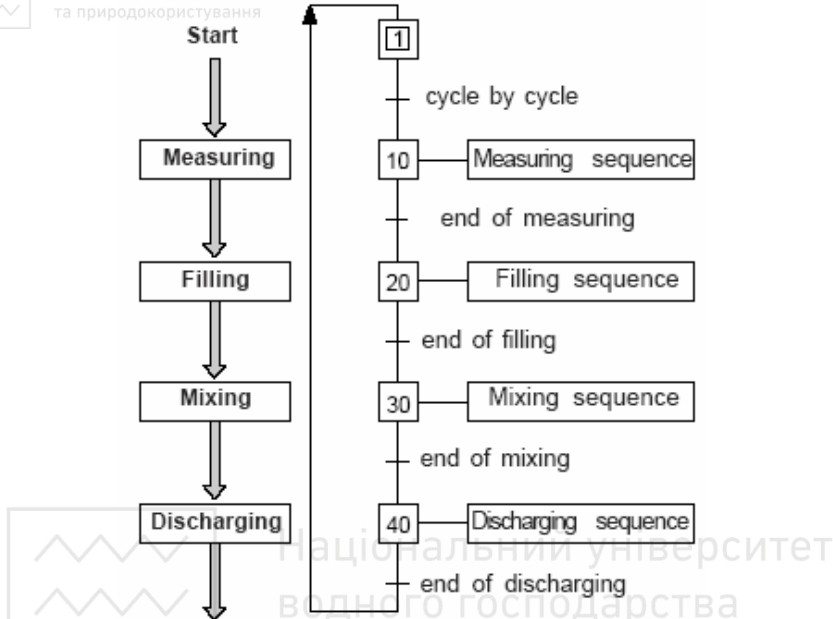 та природокористування
Start
1
cycle by cycle
Measuring
10
Measuring sequence
end of measuring
Filling
20
Filling sequence
end of filling
Mixing
30
Mixing sequence
end of mixing
Discharging
40
Discharging sequence
Національний університет
end of discharging
водного господарства